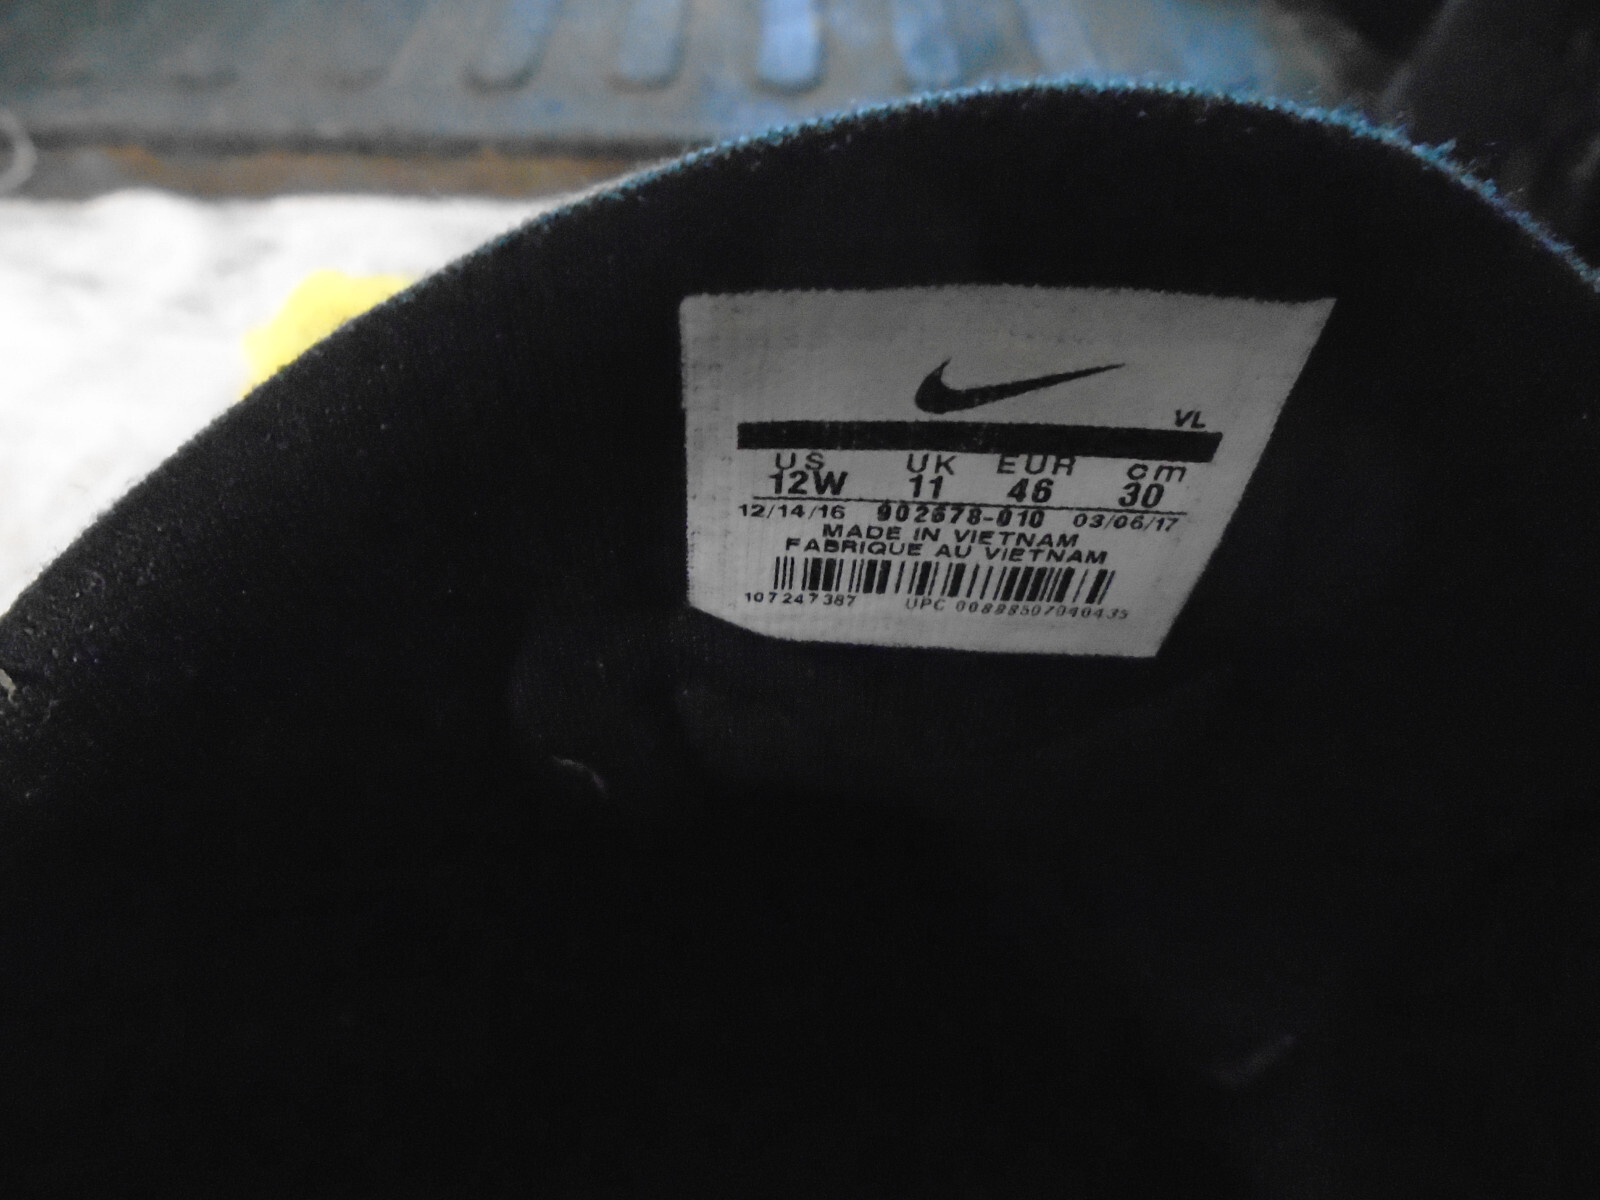 VL
US UK EUR cm
12W 11 46 30
12/14/16 902678-010 03/06/17
MADE IN VIETNAM
FABRIQUE AU VIETNAM
107247387 UPC 00888507040435